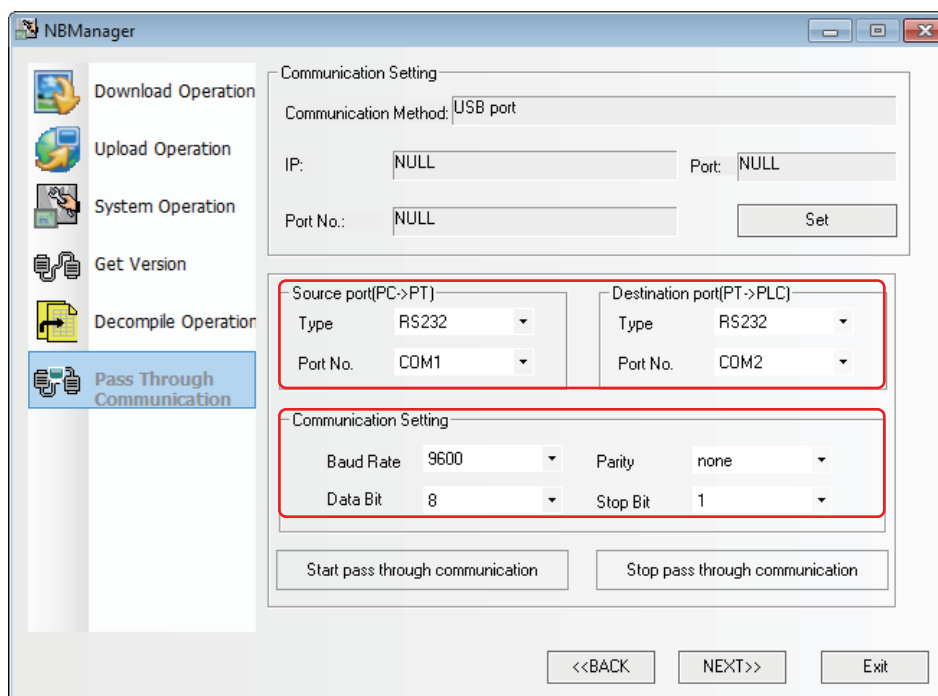 NBManager
Download Operation
Upload Operation
System Operation
Get Version
Decompile Operation
Pass Through
Communication
Communication Setting
Communication Method: USB port
IP: NULL Port: NULL
Port No.: NULL Set
Source port(PC->PT) Destination port(PT->PLC)
Type RS232 Type RS232
Port No. COM1 Port No. COM2
Communication Setting
Baud Rate 9600 Parity none
Data Bit 8 Stop Bit 1
Start pass through communication Stop pass through communication
<<BACK NEXT>> Exit